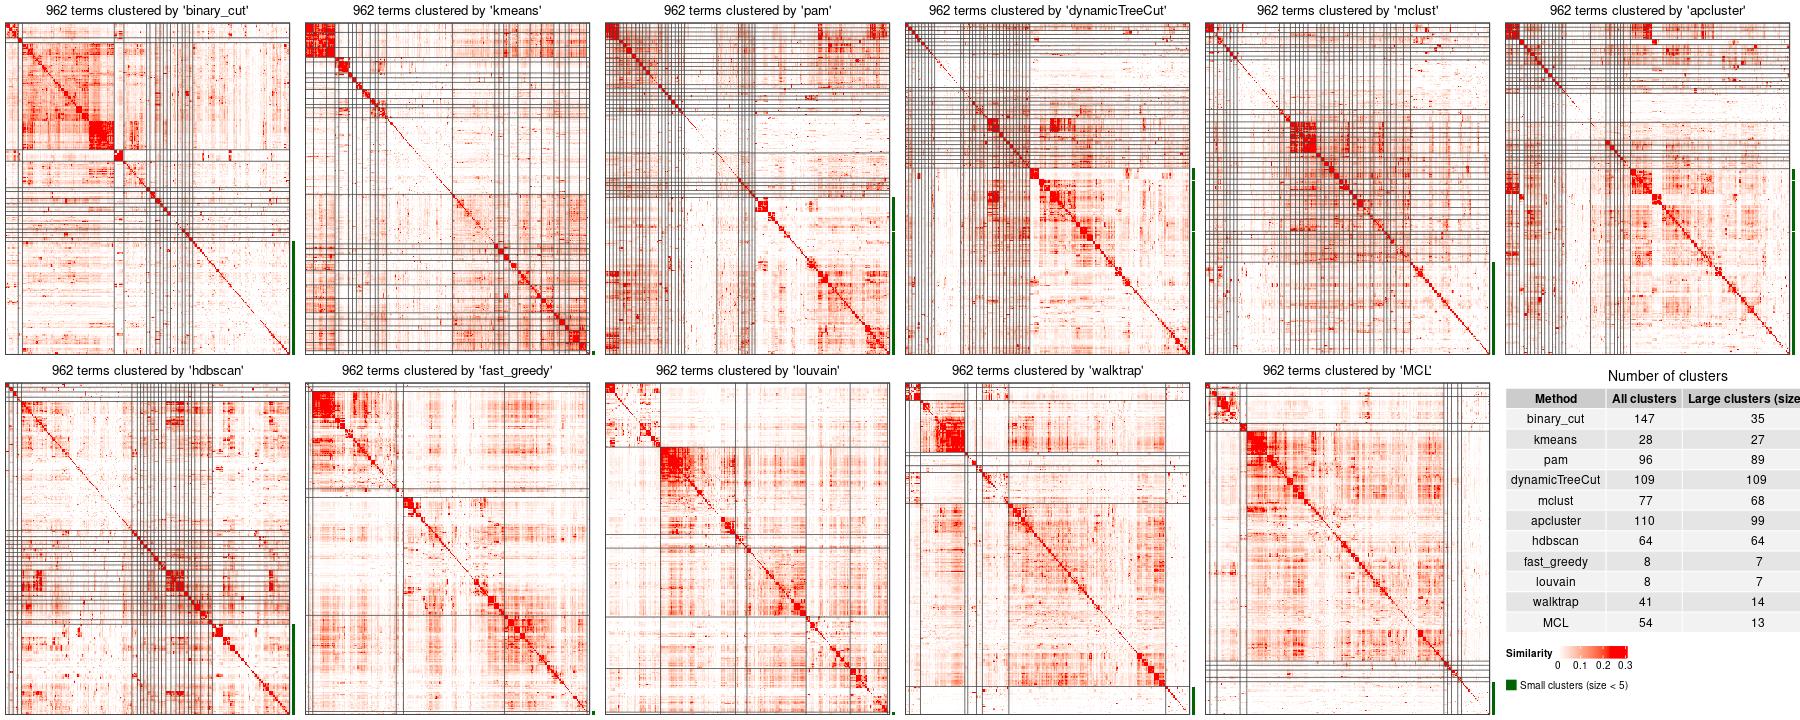 962 terms clustered by 'binary_cut'
962 terms clustered by 'kmeans'
962 terms clustered by 'pam'
962 terms clustered by 'dynamicTreeCut'
962 terms clustered by 'mclust'
962 terms clustered by 'apcluster'
962 terms clustered by 'hdbscan'
962 terms clustered by 'fast_greedy'
962 terms clustered by 'louvain'
962 terms clustered by 'walktrap'
962 terms clustered by 'MCL'
Number of clusters
Method All clusters Large clusters (size
binary_cut 147 35
kmeans 28 27
pam 96 89
dynamicTreeCut 109 109
mclust 77 68
apcluster 110 99
hdbscan 64 64
fast_greedy 8 7
louvain 8 7
walktrap 41 14
MCL 54 13
Similarity
0 0.1 0.2 0.3
Small clusters (size < 5)